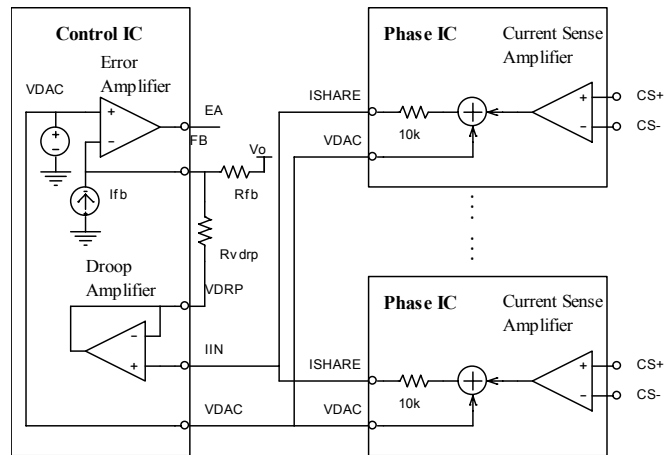 Control IC
Error
Amplifier
VDAC
+
−
+
−
EA
FB
Vo
Rfb
Ifb
Rvdrp
Droop
Amplifier
VDRP
−
+
IIN
VDAC
Phase IC
Current Sense
Amplifier
ISHARE
10k
+
−
CS+
CS-
VDAC
Phase IC
Current Sense
Amplifier
ISHARE
10k
+
−
CS+
CS-
VDAC